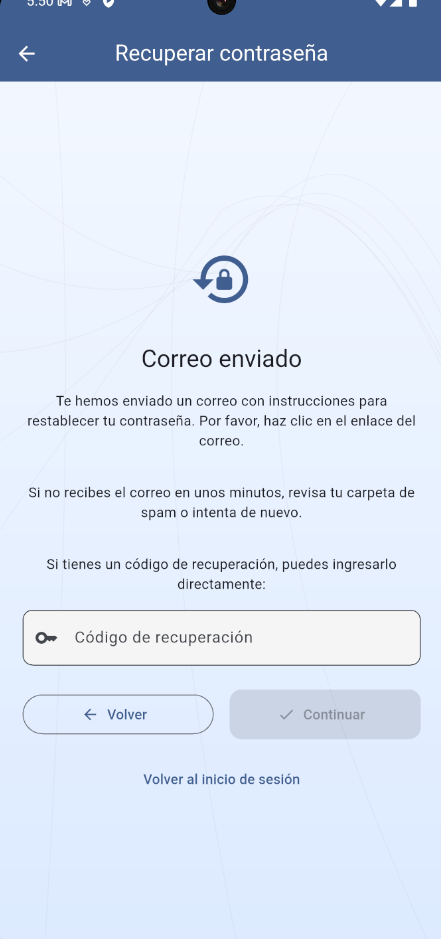 5:50
Recuperar contraseña
Correo enviado
Te hemos enviado un correo con instrucciones para
restablecer tu contraseña. Por favor, haz clic en el enlace del
correo.
Si no recibes el correo en unos minutos, revisa tu carpeta de
spam o intenta de nuevo.
Si tienes un código de recuperación, puedes ingresarlo
directamente:
Código de recuperación
Volver
Continuar
Volver al inicio de sesión